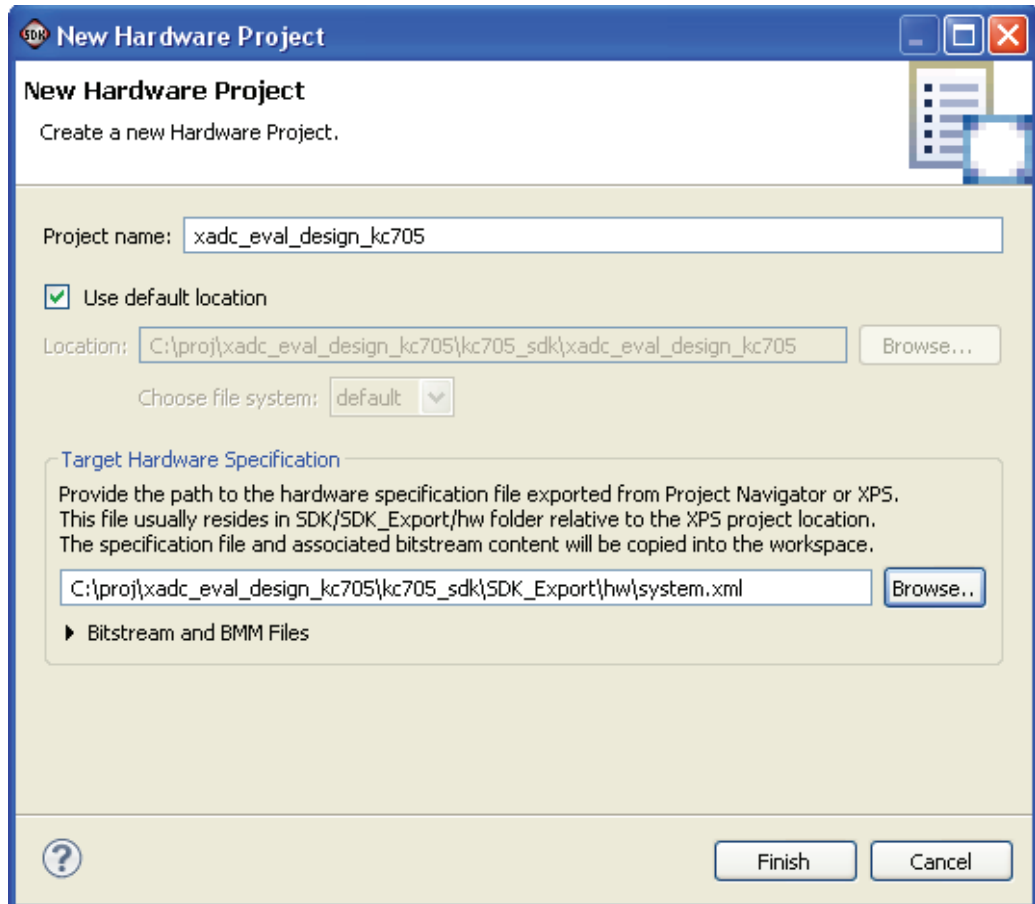 SDK New Hardware Project
New Hardware Project
Create a new Hardware Project.
Project name: xadc_eval_design_kc705
Use default location
Location: C:\proj\xadc_eval_design_kc705\kc705_sdk\xadc_eval_design_kc705 Browse...
Choose file system: default
Target Hardware Specification
Provide the path to the hardware specification file exported from Project Navigator or XPS.
This file usually resides in SDK/SDK_Export/hw folder relative to the XPS project location.
The specification file and associated bitstream content will be copied into the workspace.
C:\proj\xadc_eval_design_kc705\kc705_sdk\SDK_Export\hw\system.xml Browse..
Bitstream and BMM Files
? Finish Cancel